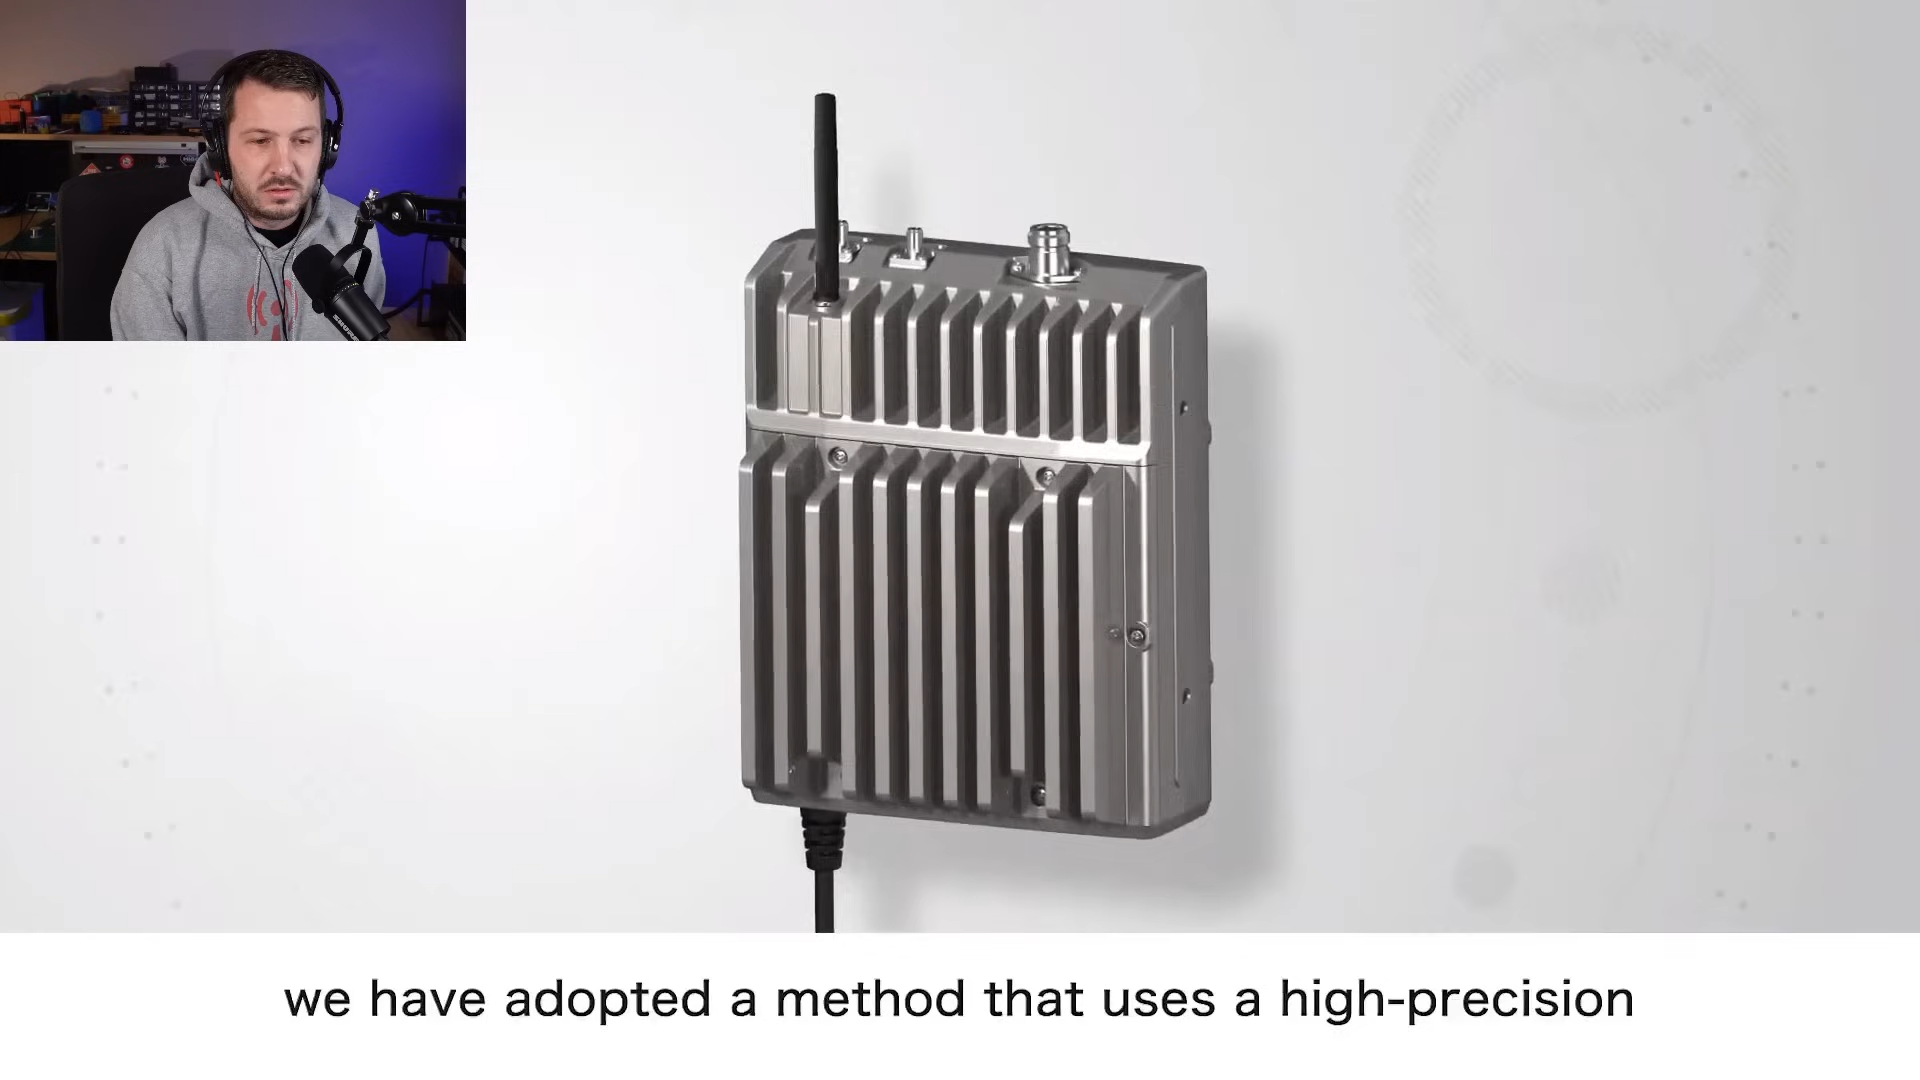 we have adopted a method that uses a high-precision